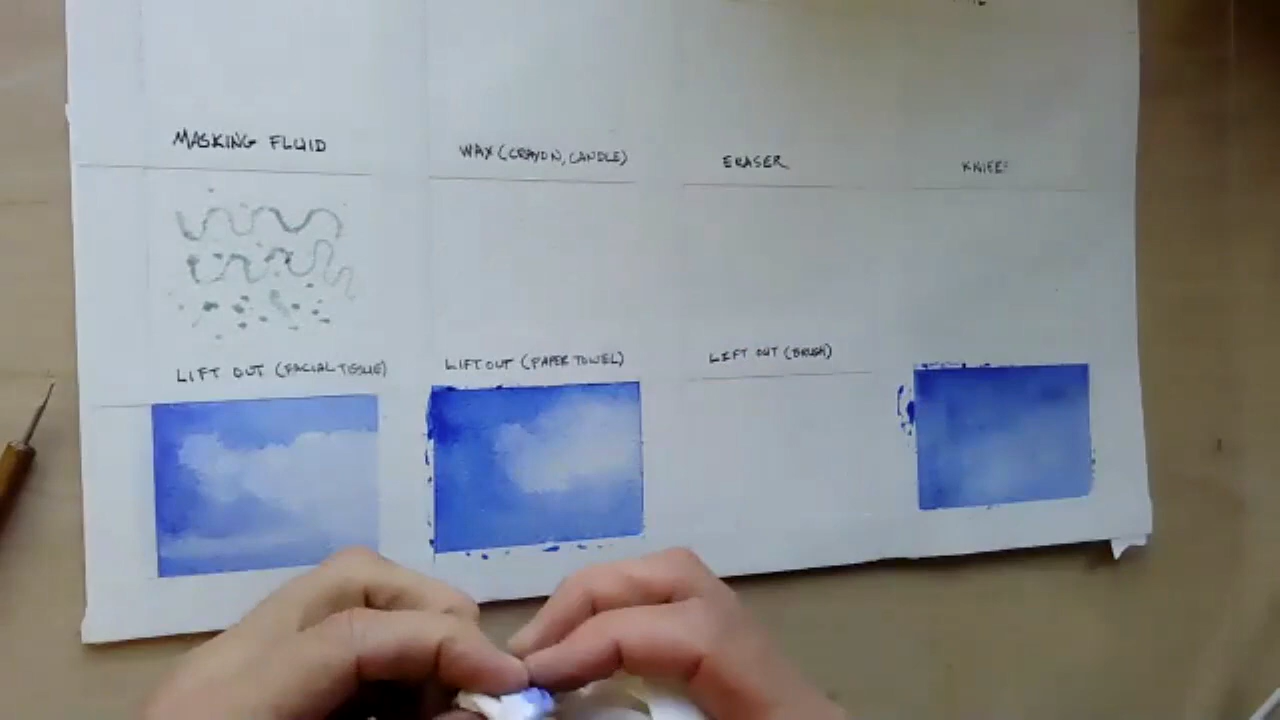 MASKING FLUID
WAX (CRAYON, CANDLE)
ERASER
KNIFE
LIFT OUT (FACIAL TISSUE)
LIFT OUT (PAPER TOWEL)
LIFT OUT (BRUSH)